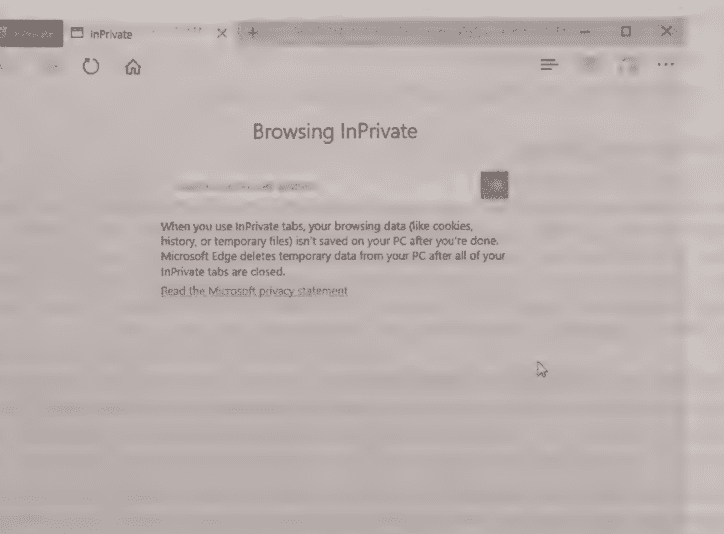 InPrivate
Browsing InPrivate
When you use InPrivate tabs, your browsing data (like cookies,
history, or temporary files) isn't saved on your PC after you're done.
Microsoft Edge deletes temporary data from your PC after all of your
InPrivate tabs are closed.
Read the Microsoft privacy statement